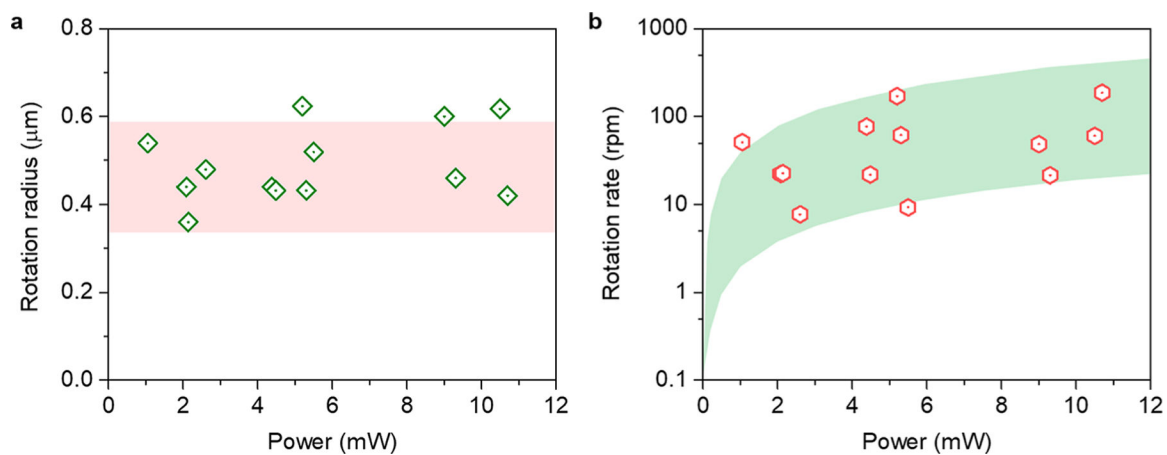 a
0.8
0.6
0.4
0.2
0.0
Rotation radius (μm)
0 2 4 6 8 10 12
Power (mW)
b
1000
100
10
1
0.1
Rotation rate (rpm)
0 2 4 6 8 10 12
Power (mW)